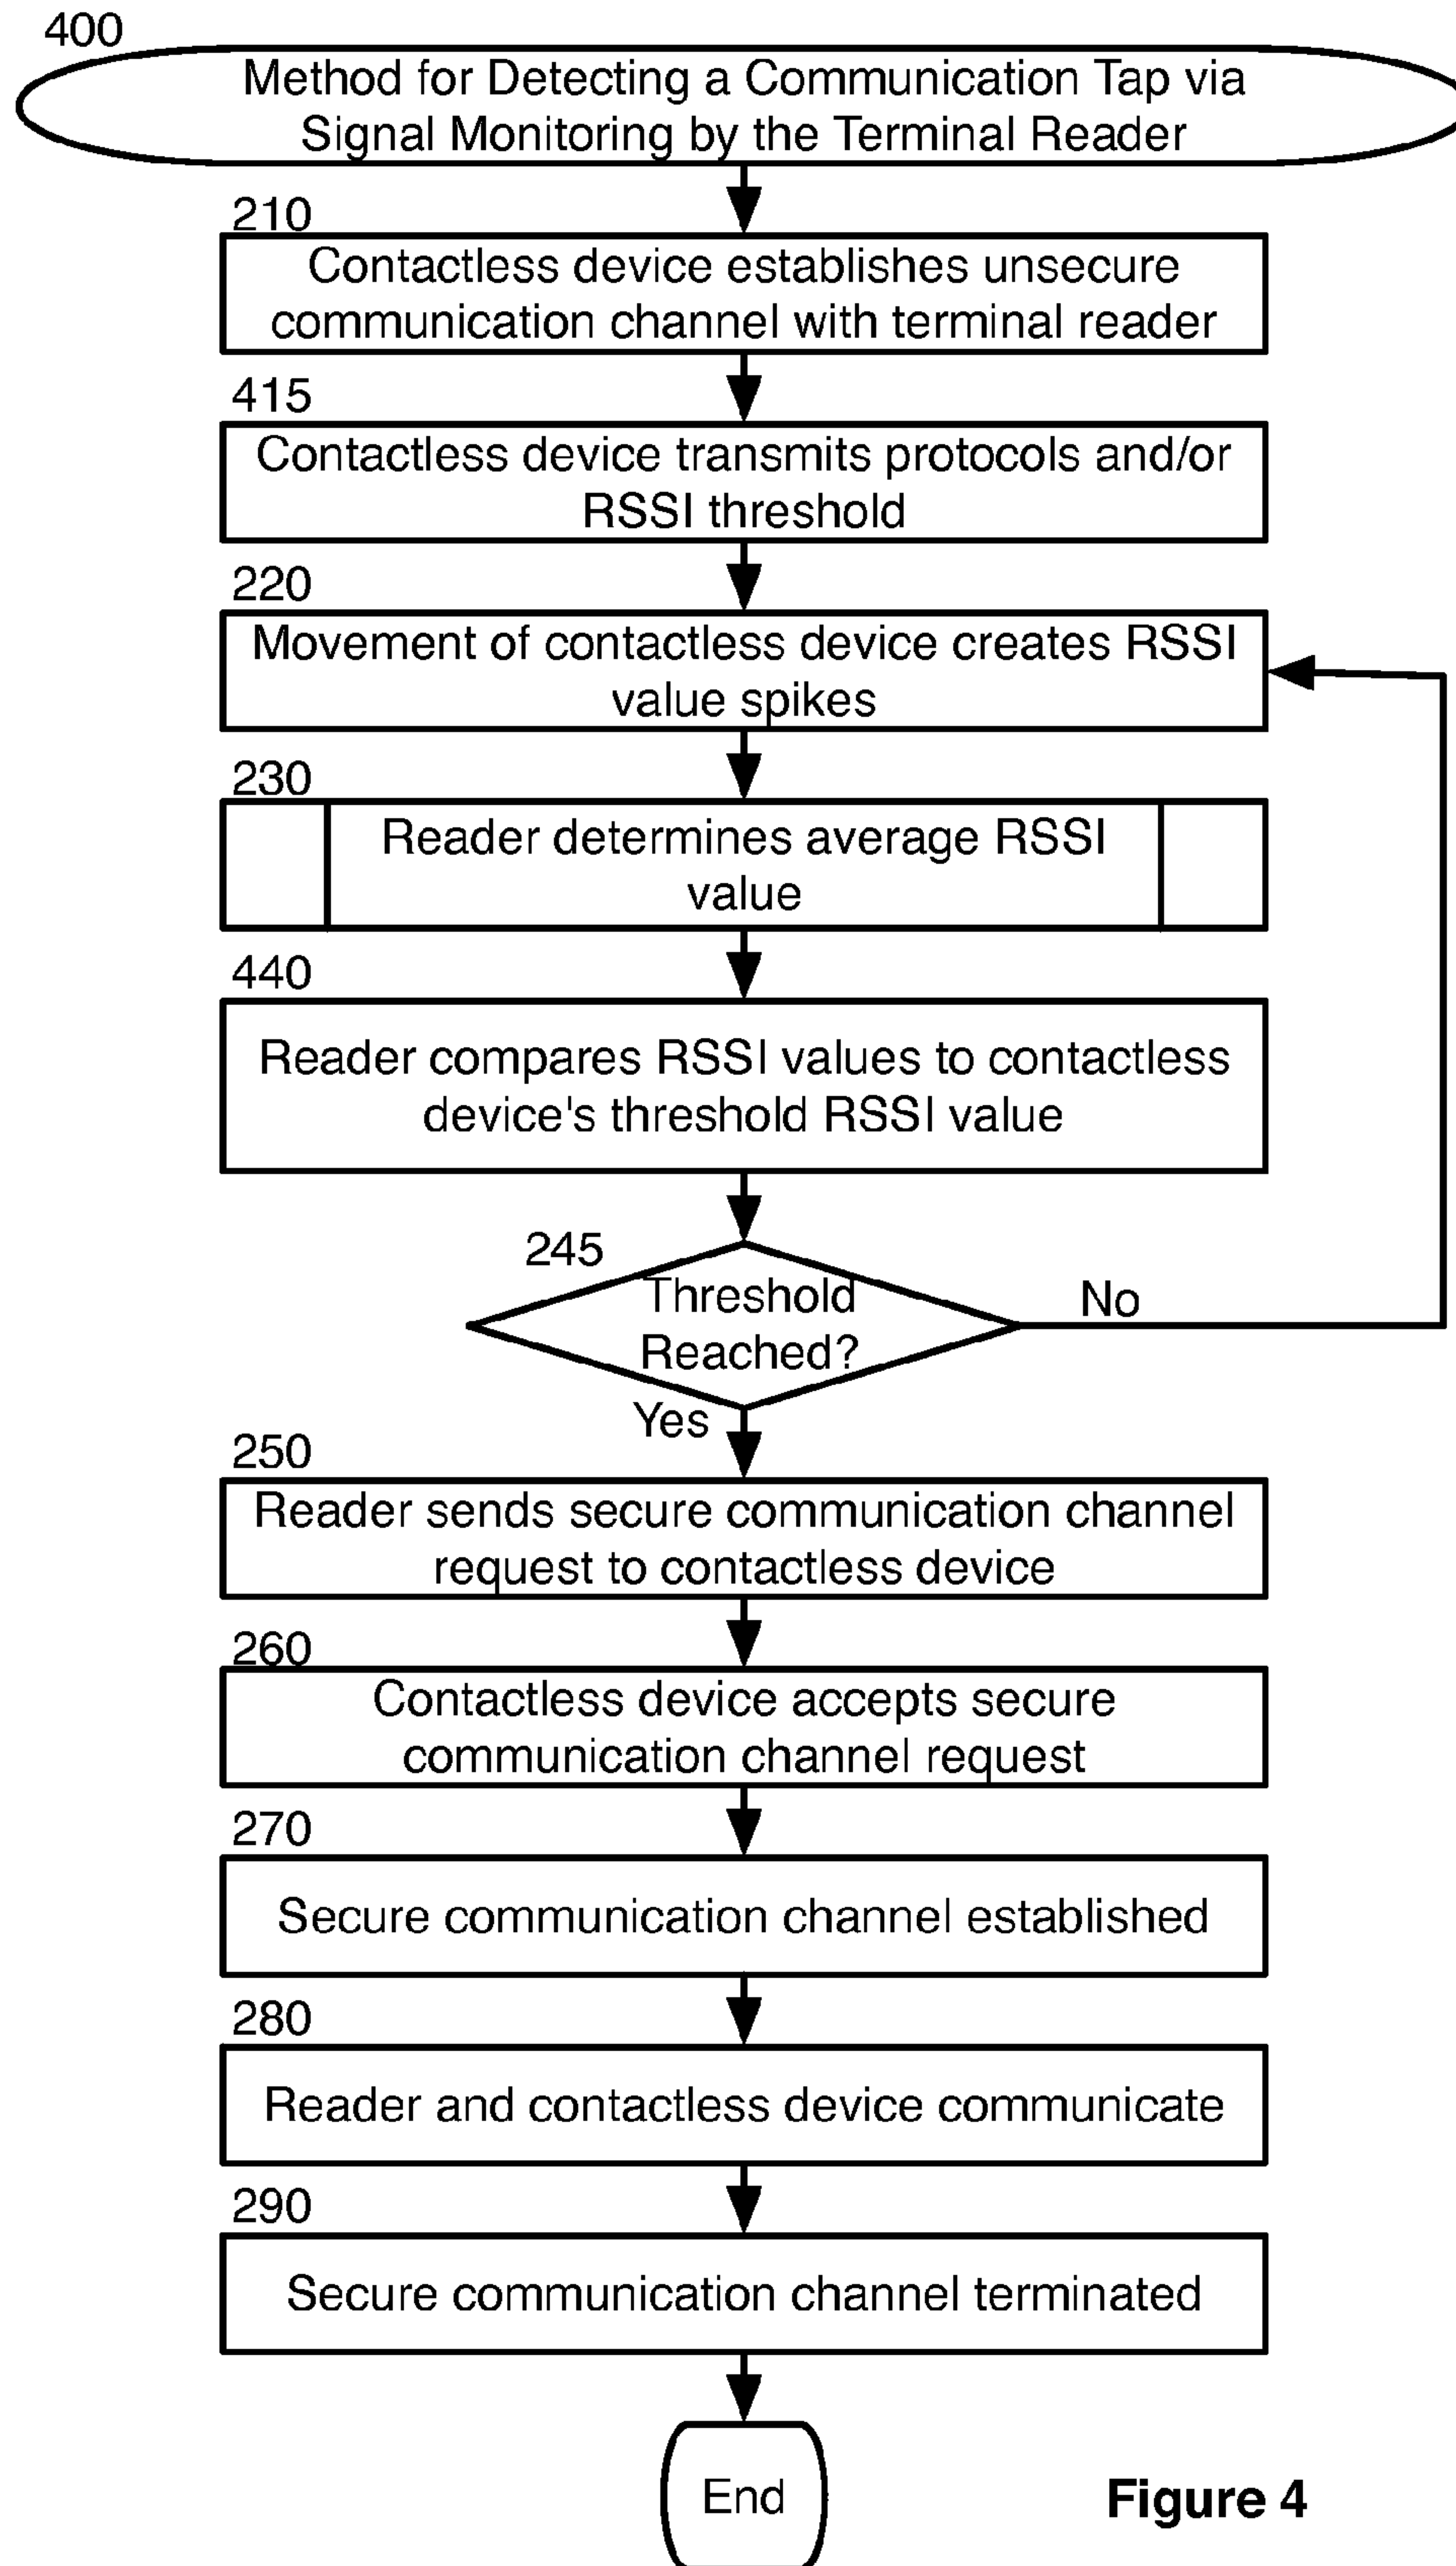 400
Method for Detecting a Communication Tap via
Signal Monitoring by the Terminal Reader
210
Contactless device establishes unsecure
communication channel with terminal reader
415
Contactless device transmits protocols and/or
RSSI threshold
220
Movement of contactless device creates RSSI
value spikes
230
Reader determines average RSSI
value
440
Reader compares RSSI values to contactless
device's threshold RSSI value
245
Threshold
Reached?
No
Yes
250
Reader sends secure communication channel
request to contactless device
260
Contactless device accepts secure
communication channel request
270
Secure communication channel established
280
Reader and contactless device communicate
290
Secure communication channel terminated
End
Figure 4